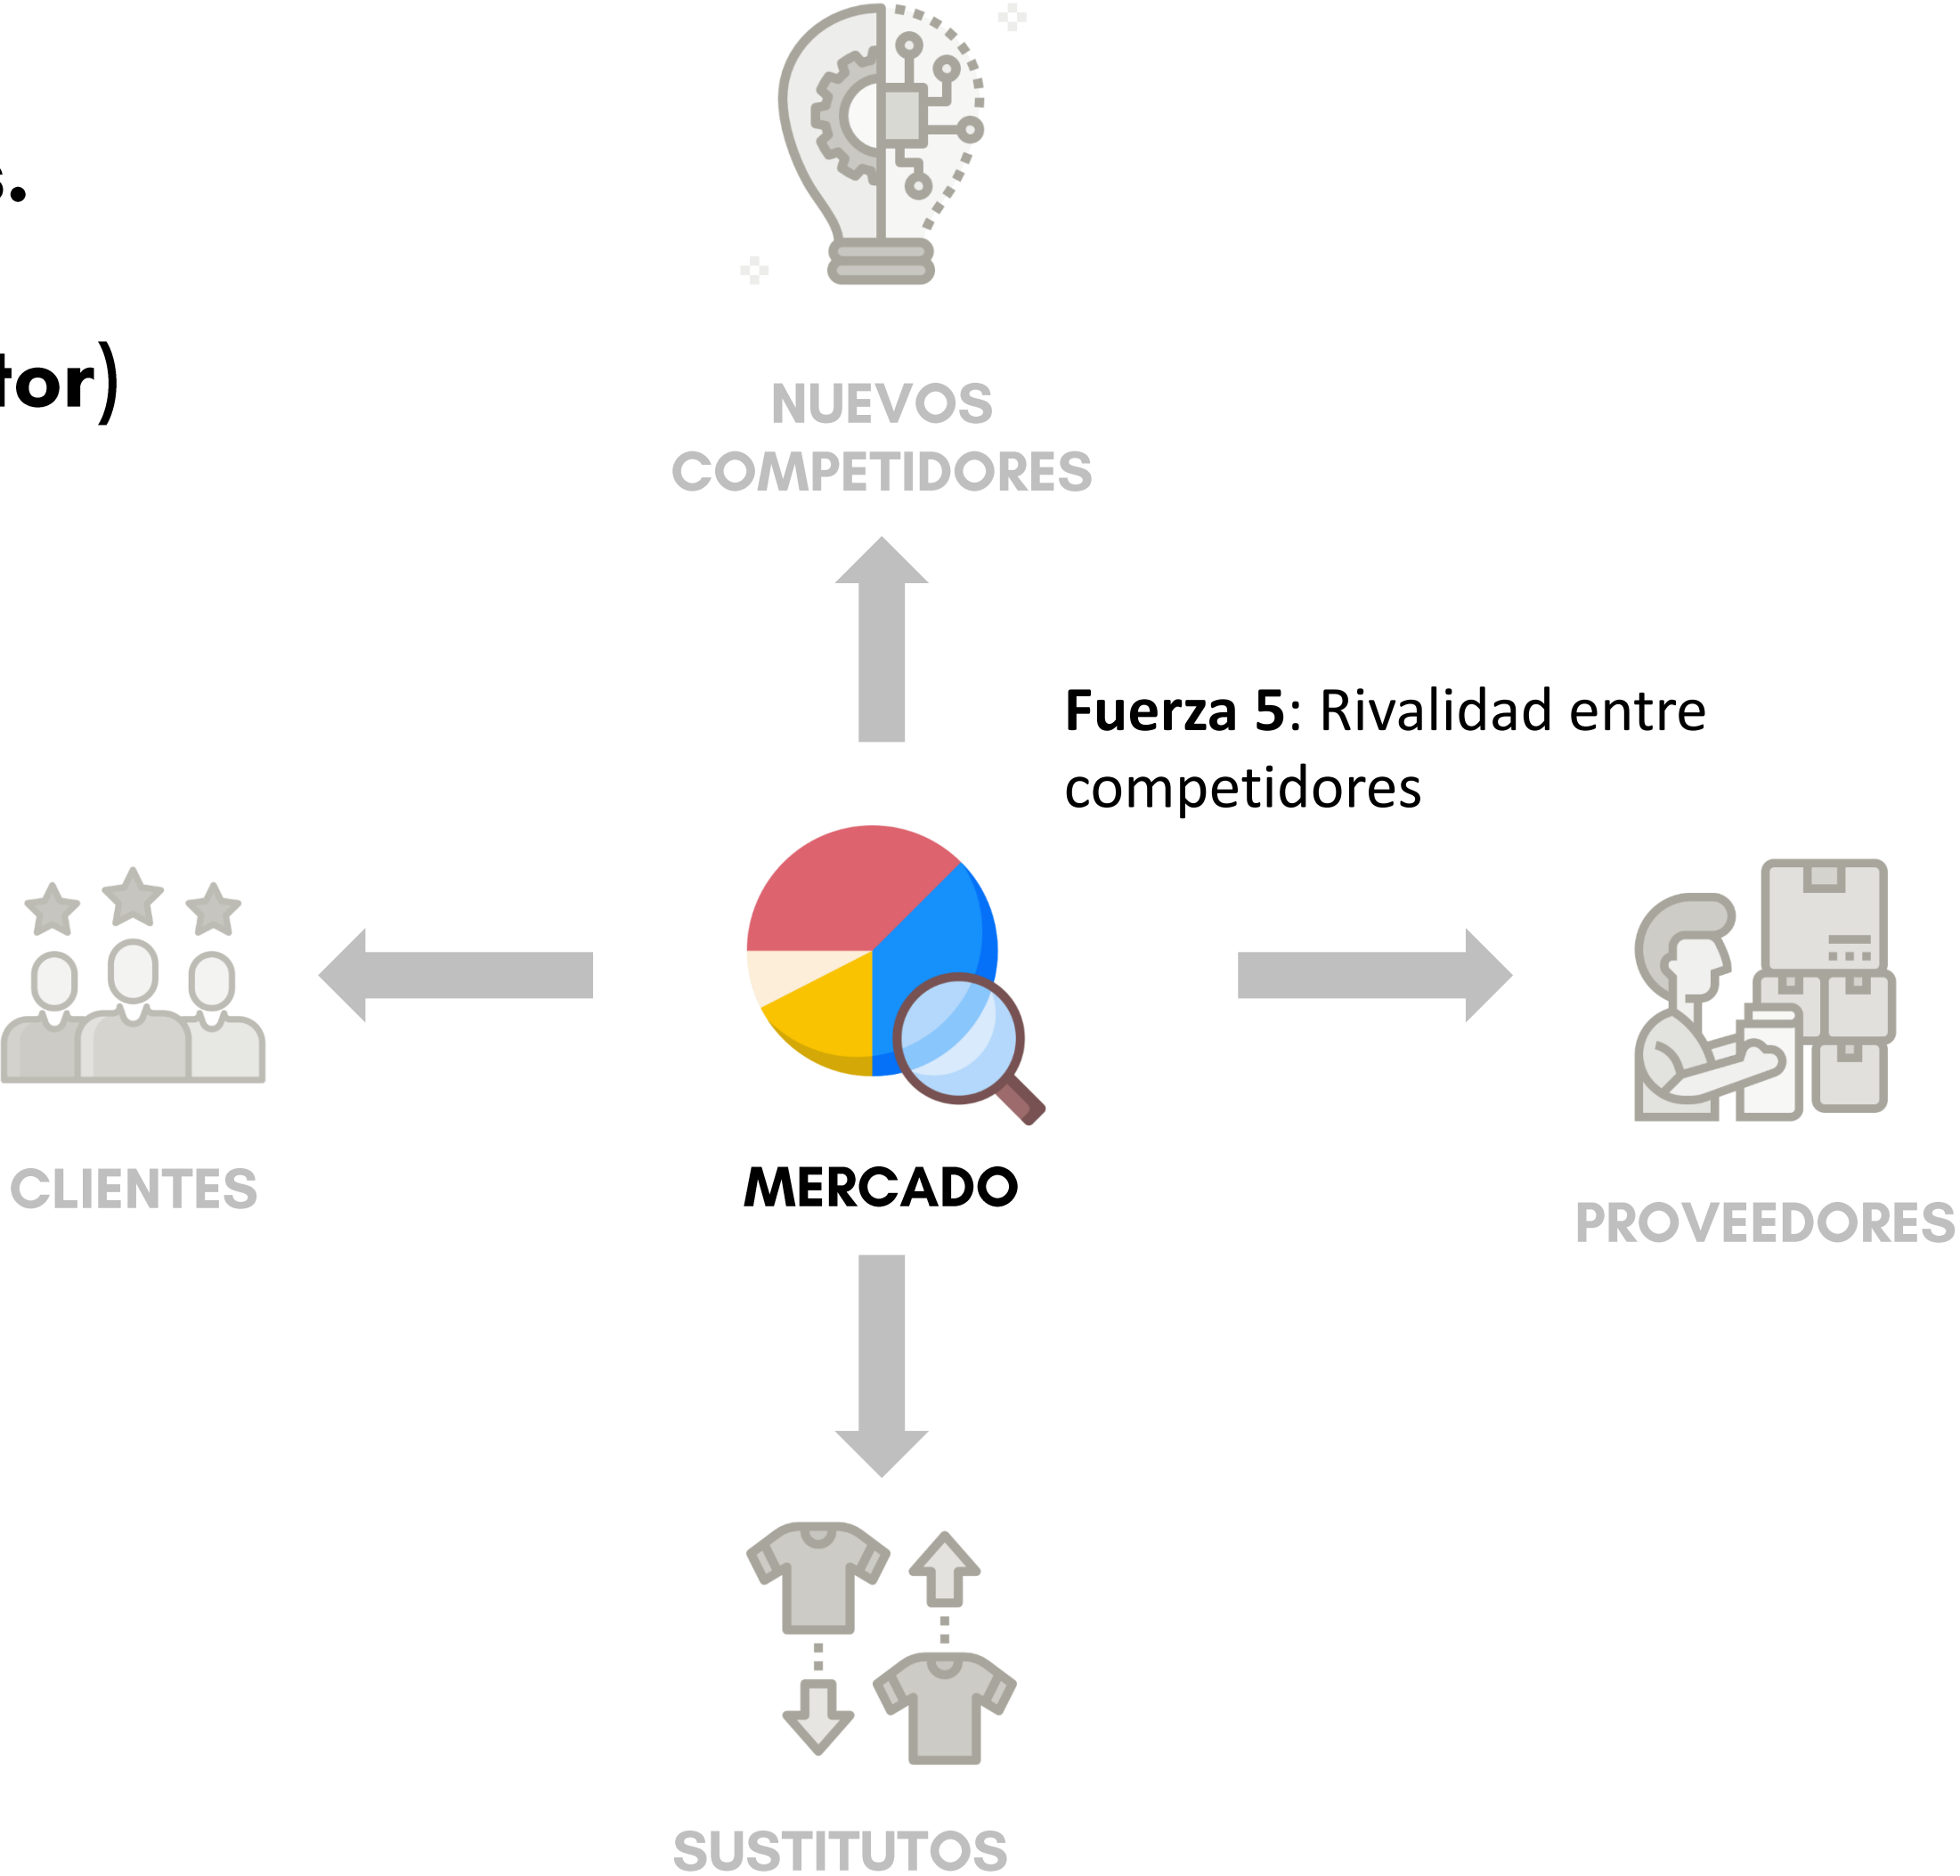 s.
tor)
NUEVOS
COMPETIDORES
Fuerza 5: Rivalidad entre
competidores
CLIENTES
MERCADO
PROVEEDORES
SUSTITUTOS